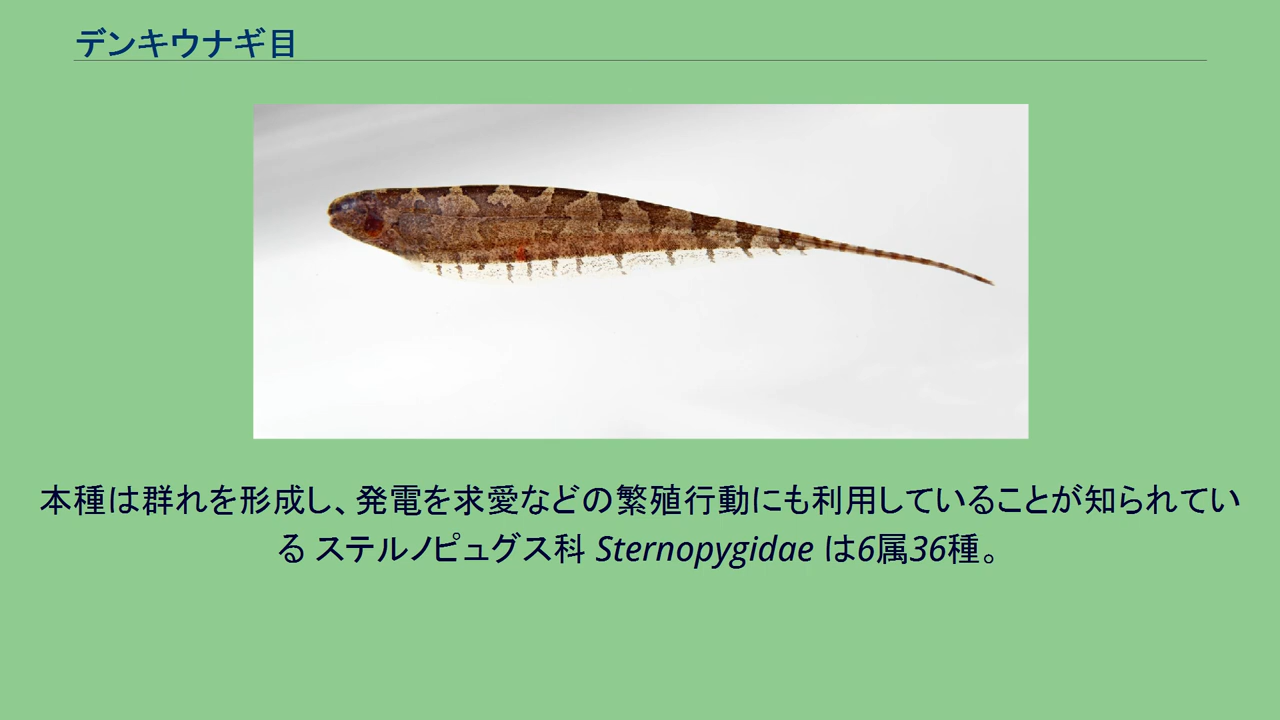 デンキウナギ目
本種は群れを形成し、発電を求愛などの繁殖行動にも利用していることが知られてい
る ステルノピュグス科 Sternopygidae は6属36種。